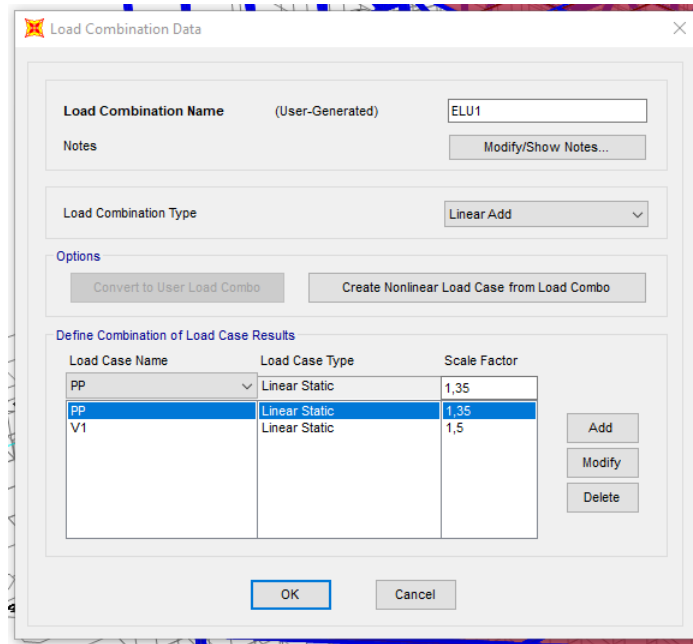 Load Combination Data
Load Combination Name (User-Generated) ELU1
Notes Modify/Show Notes...
Load Combination Type Linear Add
Options
Convert to User Load Combo Create Nonlinear Load Case from Load Combo
Define Combination of Load Case Results
Load Case Name Load Case Type Scale Factor
PP Linear Static 1,35
PP Linear Static 1,35
V1 Linear Static 1,5
Add
Modify
Delete
OK Cancel